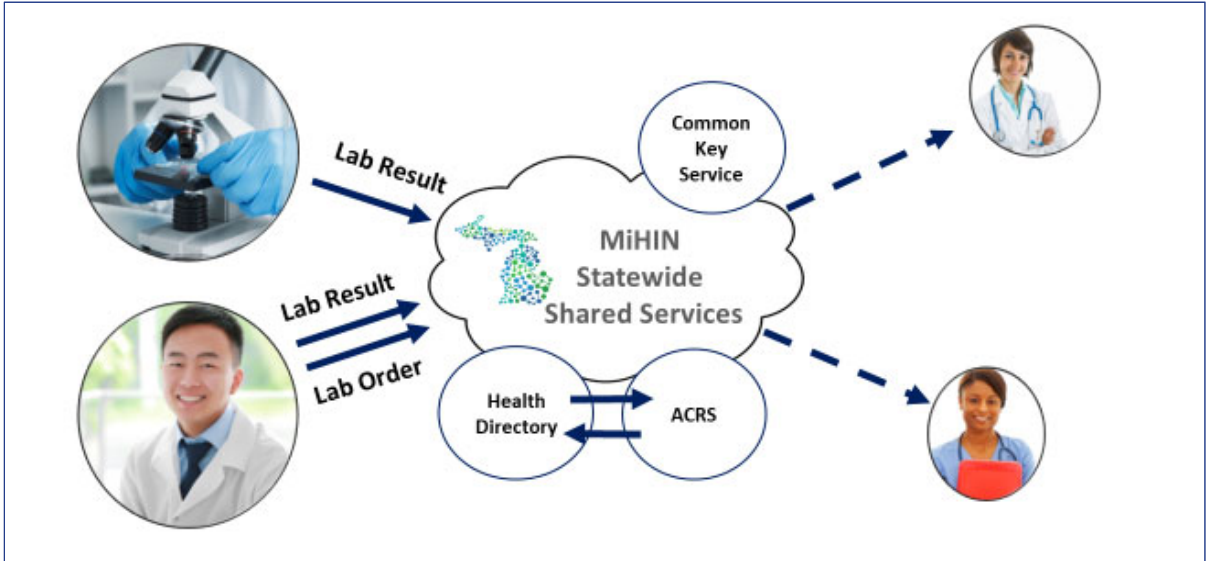 Lab Result
Common
Key
Service
MiHIN
Statewide
Shared Services
Lab Result
Lab Order
Health
Directory
ACRS